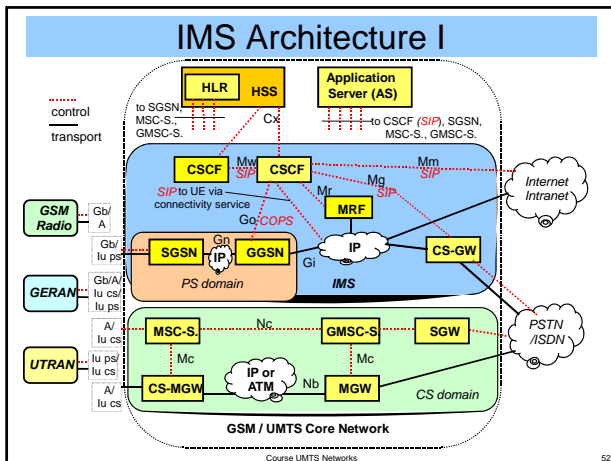 IMS Architecture I
control
transport
HLR
HSS
Application
Server (AS)
to SGSN,
MSC-S.,
GMSC-S.
Cx
to CSCF (SIP), SGSN,
MSC-S., GMSC-S.
CSCF
Mw
SIP
CSCF
Mm
SIP
Mg
SIP
SIP to UE via
connectivity service
Mr
MRF
Internet
Intranet
GSM
Radio
Gb/
A
Go
COPS
Gb/
Iu ps
SGSN
Gn
IP
GGSN
Gi
IP
CS-GW
PS domain
IMS
GERAN
Gb/A/
Iu cs/
Iu ps
A/
Iu cs
MSC-S.
Nc
GMSC-S.
SGW
PSTN
/ISDN
UTRAN
Iu ps/
Iu cs
Mc
Mc
A/
Iu cs
CS-MGW
IP or
ATM
Nb
MGW
CS domain
GSM / UMTS Core Network
Course UMTS Networks
52